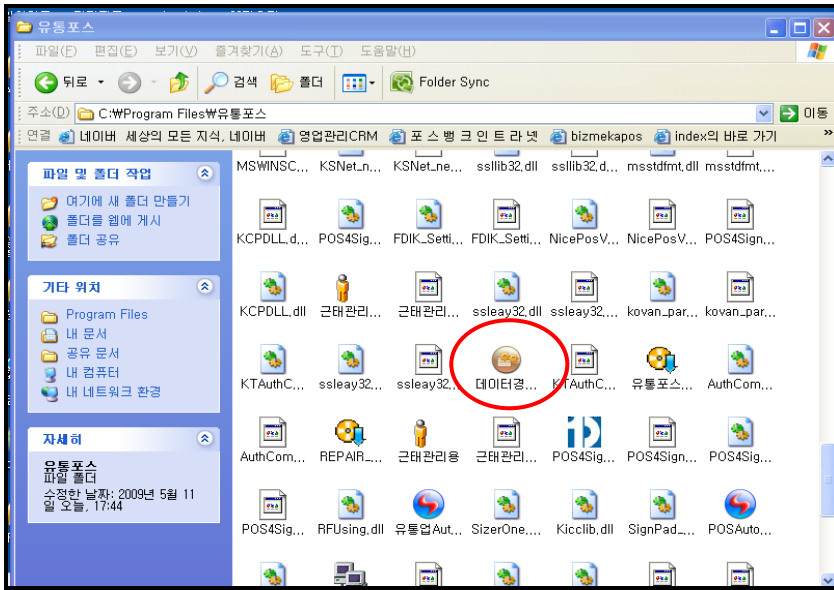 유통포스
파일(F) 편집(E) 보기(V) 즐겨찾기(A) 도구(T) 도움말(H)
뒤로 검색 폴더 Folder Sync
주소(D) C:₩Program Files₩유통포스 이동
연결 네이버 세상의 모든 지식, 네이버 영업관리CRM 포 스 뱅 크 인 트 라 넷 bizmekapos index의 바로 가기 »
파일 및 폴더 작업
여기에 새 폴더 만들기
폴더를 웹에 게시
폴더 공유
기타 위치
Program Files
내 문서
공유 문서
내 컴퓨터
내 네트워크 환경
자세히
유통포스
파일 폴더
수정한 날짜: 2009년 5월 11
일 오늘, 17:44
MSWINSC... KSNet_n... KSNet_ne... ssllib32.dll ssllib32.d... msstdfmt.dll msstdfmt....
KCPDLL.d... POS4Sig... FDIK_Setti... FDIK_Setti... NicePosV... NicePosV... POS4Sign...
KCPDLL.dll 근태관리... 근태관리... ssleay32.dll ssleay32.... kovan_par... kovan_par...
KTAuthC... ssleay32... ssleay32... 데이터경... KTAuthC... 유통포스... AuthCom...
AuthCom... REPAIR_... 근태관리용 근태관리... POS4Sig... POS4Sign... POS4Sig...
POS4Sig... RFUsing.dll 유통업Aut... SizerOne.... Kicclib.dll SignPad_... POSAuto...